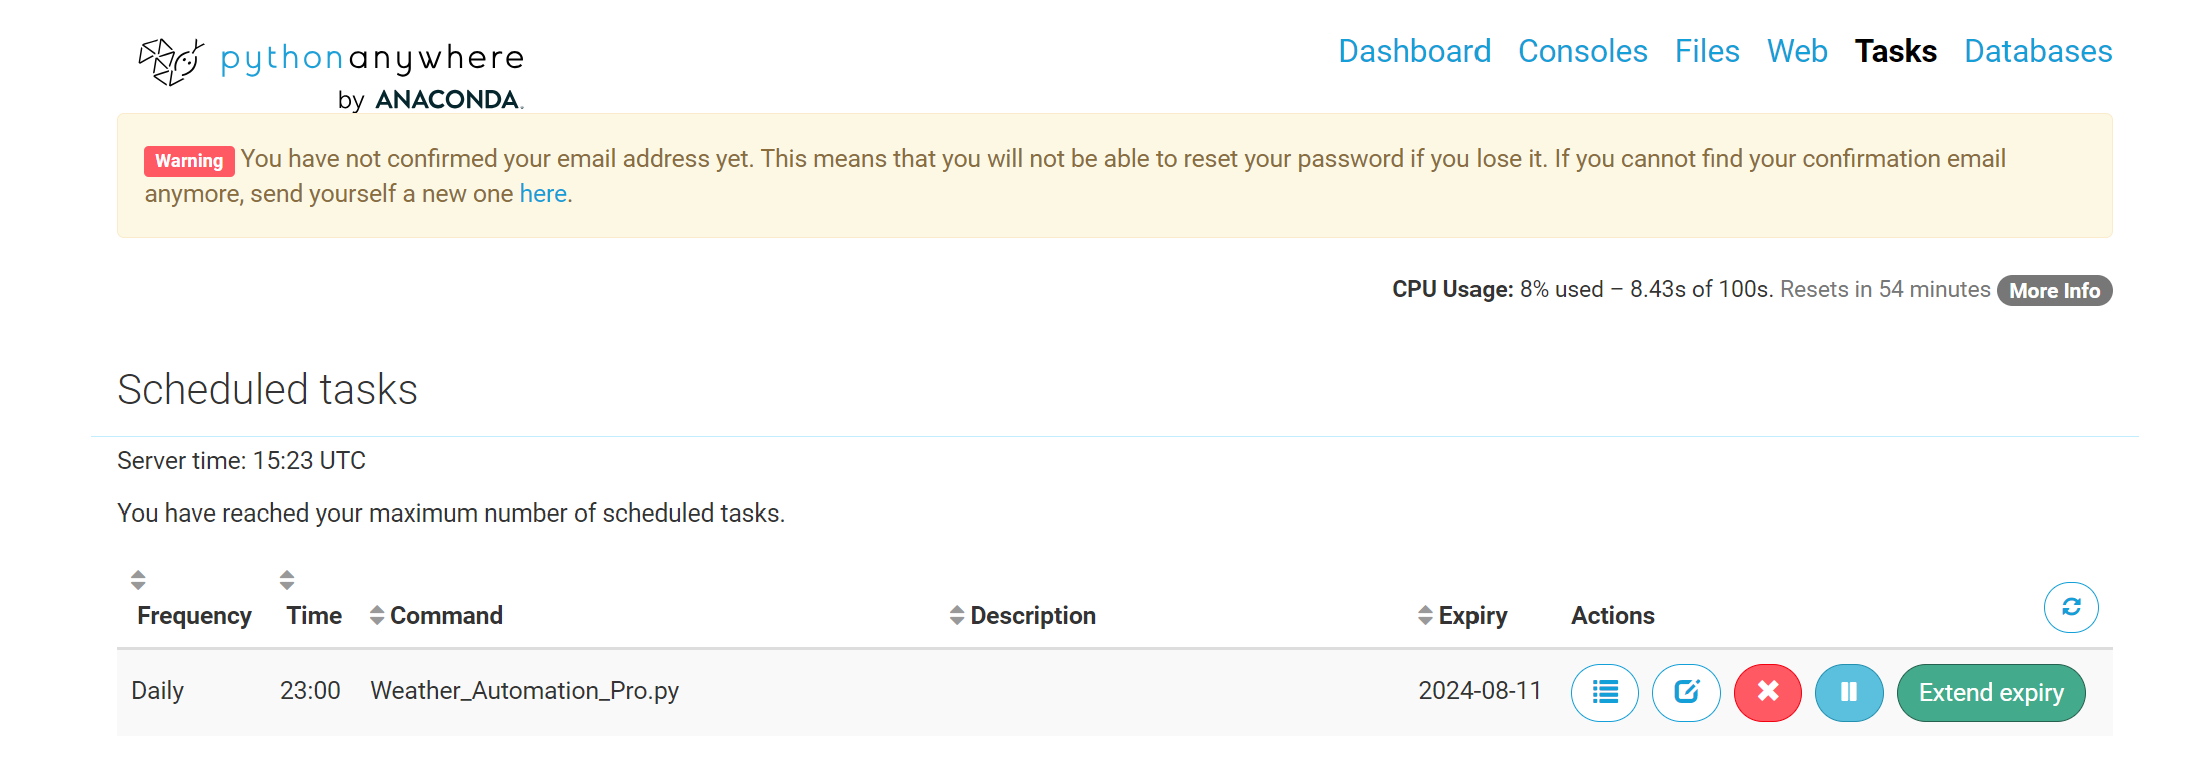 pythonanywhere
by ANACONDA.
Dashboard Consoles Files Web Tasks Databases
Warning You have not confirmed your email address yet. This means that you will not be able to reset your password if you lose it. If you cannot find your confirmation email
anymore, send yourself a new one here.
CPU Usage: 8% used – 8.43s of 100s. Resets in 54 minutes More Info
Scheduled tasks
Server time: 15:23 UTC
You have reached your maximum number of scheduled tasks.
Frequency Time Command Description Expiry Actions
Daily 23:00 Weather_Automation_Pro.py 2024-08-11 Extend expiry